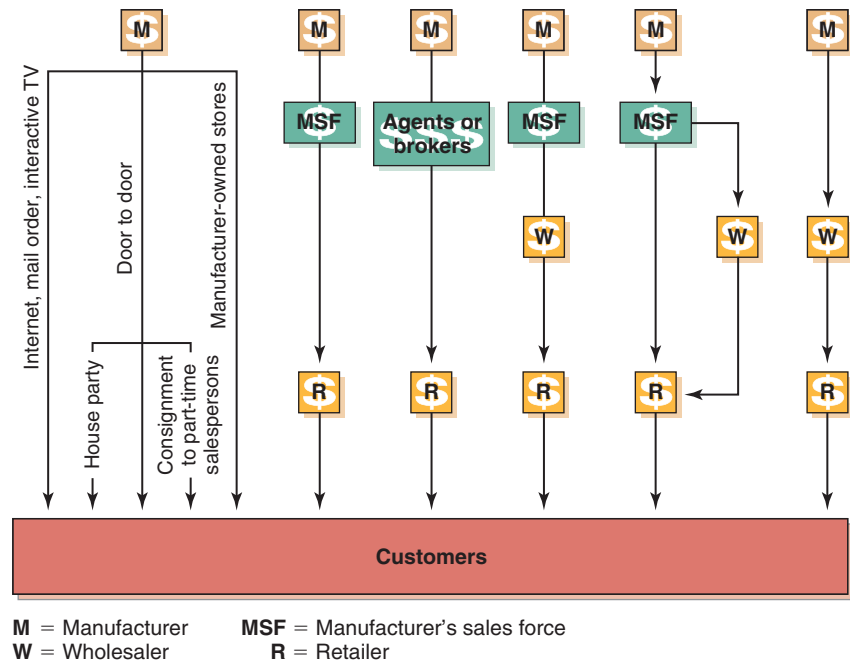 M
M
M
M
M
M
Internet, mail order, interactive TV
Door to door
Manufacturer-owned stores
House party
Consignment
to part-time
salespersons
MSF
$-$-$
Agents or
brokers
MSF
MSF
W
W
W
R
R
R
R
R
Customers
M = Manufacturer
MSF = Manufacturer's sales force
W = Wholesaler
R = Retailer